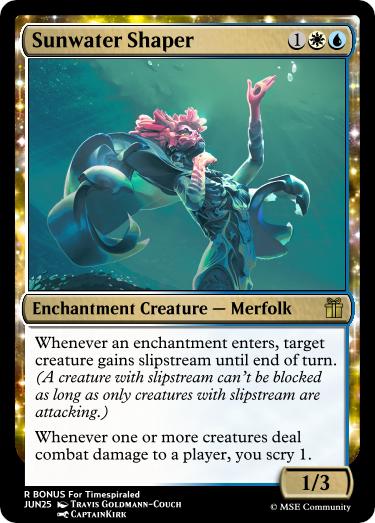 Sunwater Shaper 1
Enchantment Creature — Merfolk
Whenever an enchantment enters, target
creature gains slipstream until end of turn.
(A creature with slipstream can't be blocked
as long as only creatures with slipstream are
attacking.)
Whenever one or more creatures deal
combat damage to a player, you scry 1.
1/3
R BONUS For Timespiraled
JUN25 Travis Goldmann-Couch
CaptainKirk
© MSE Community